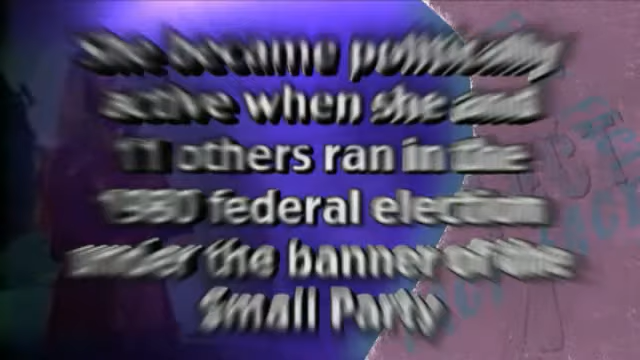 She became politically
active when she and
11 others ran in the
1980 federal election
under the banner of the
Small Party